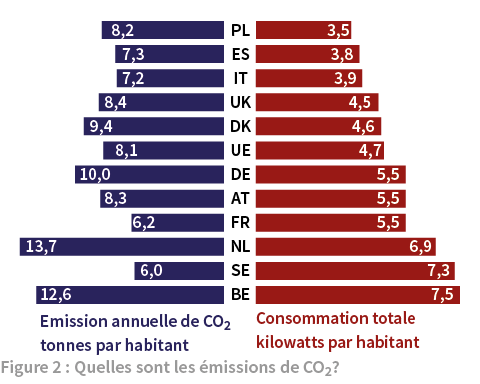 8,2 PL 3,5
7,3 ES 3,8
7,2 IT 3,9
8,4 UK 4,5
9,4 DK 4,6
8,1 UE 4,7
10,0 DE 5,5
8,3 AT 5,5
6,2 FR 5,5
13,7 NL 6,9
6,0 SE 7,3
12,6 BE 7,5
Emission annuelle de CO₂
tonnes par habitant
Consommation totale
kilowatts par habitant
Figure 2 : Quelles sont les émissions de CO₂?